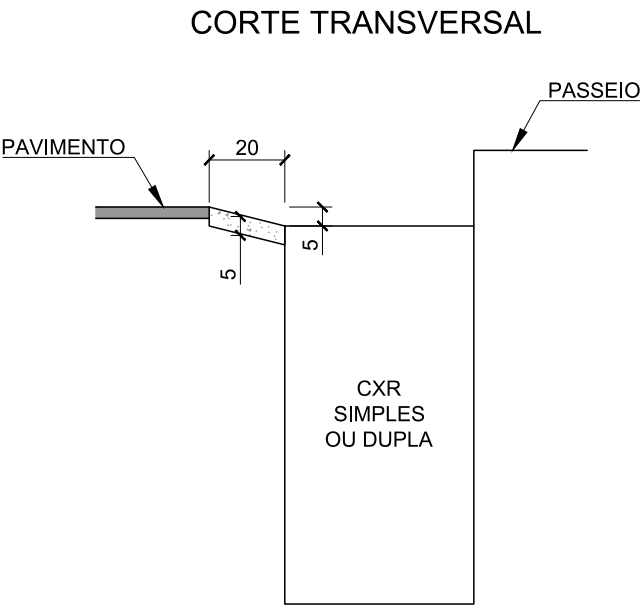 CORTE TRANSVERSAL
PASSEIO
PAVIMENTO
20
5
5
CXR
SIMPLES
OU DUPLA